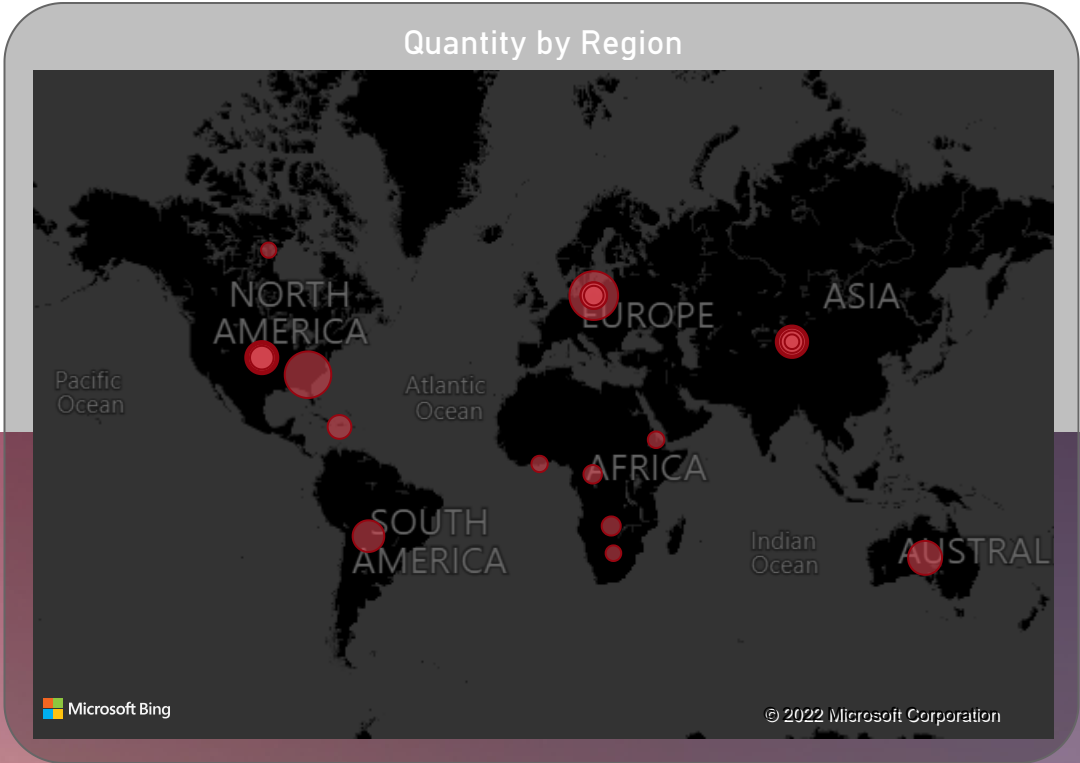 Quantity by Region
NORTH
AMERICA
EUROPE
ASIA
Pacific
Ocean
Atlantic
Ocean
AFRICA
SOUTH
AMERICA
Indian
Ocean
AUSTRAL
Microsoft Bing
© 2022 Microsoft Corporation